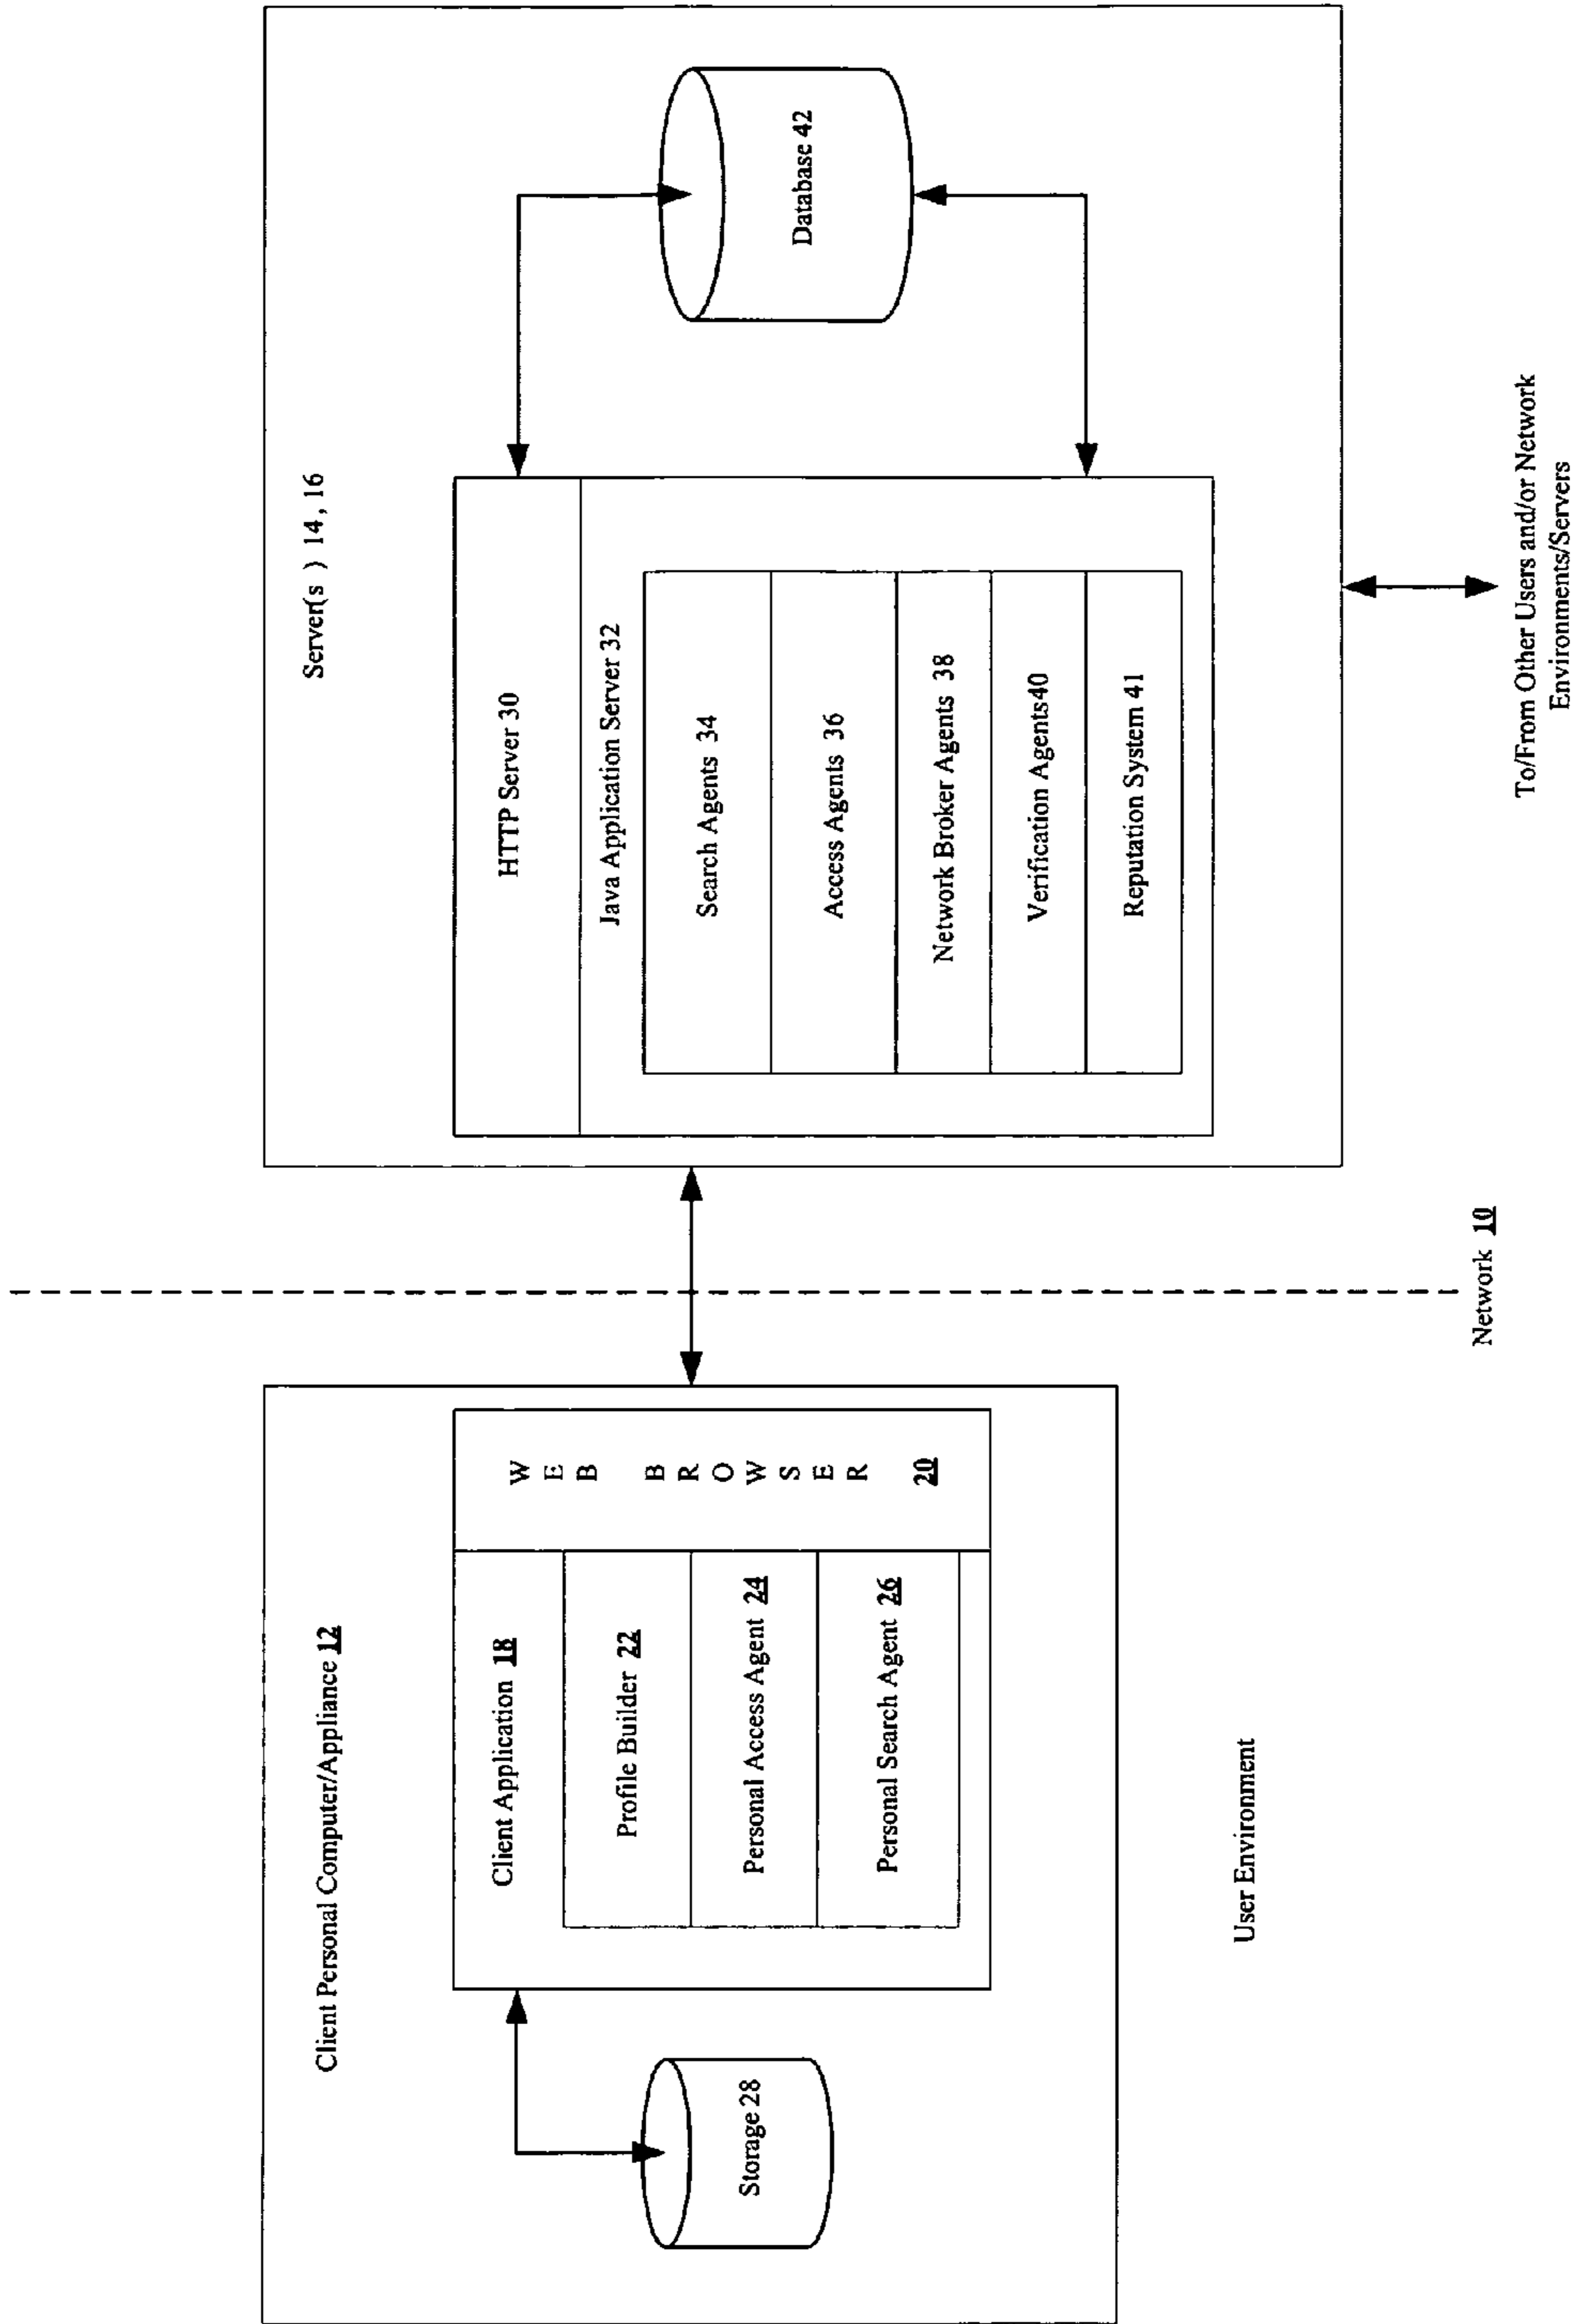 Client Personal Computer/Appliance 12
Client Application 18
Profile Builder 22
Personal Access Agent 24
Personal Search Agent 26
WEB BROWSER 20
Storage 28
User Environment
Network 10
Server(s ) 14, 16
HTTP Server 30
Java Application Server 32
Search Agents 34
Access Agents 36
Network Broker Agents 38
Verification Agents40
Reputation System 41
Database 42
To/From Other Users and/or Network
Environments/Servers